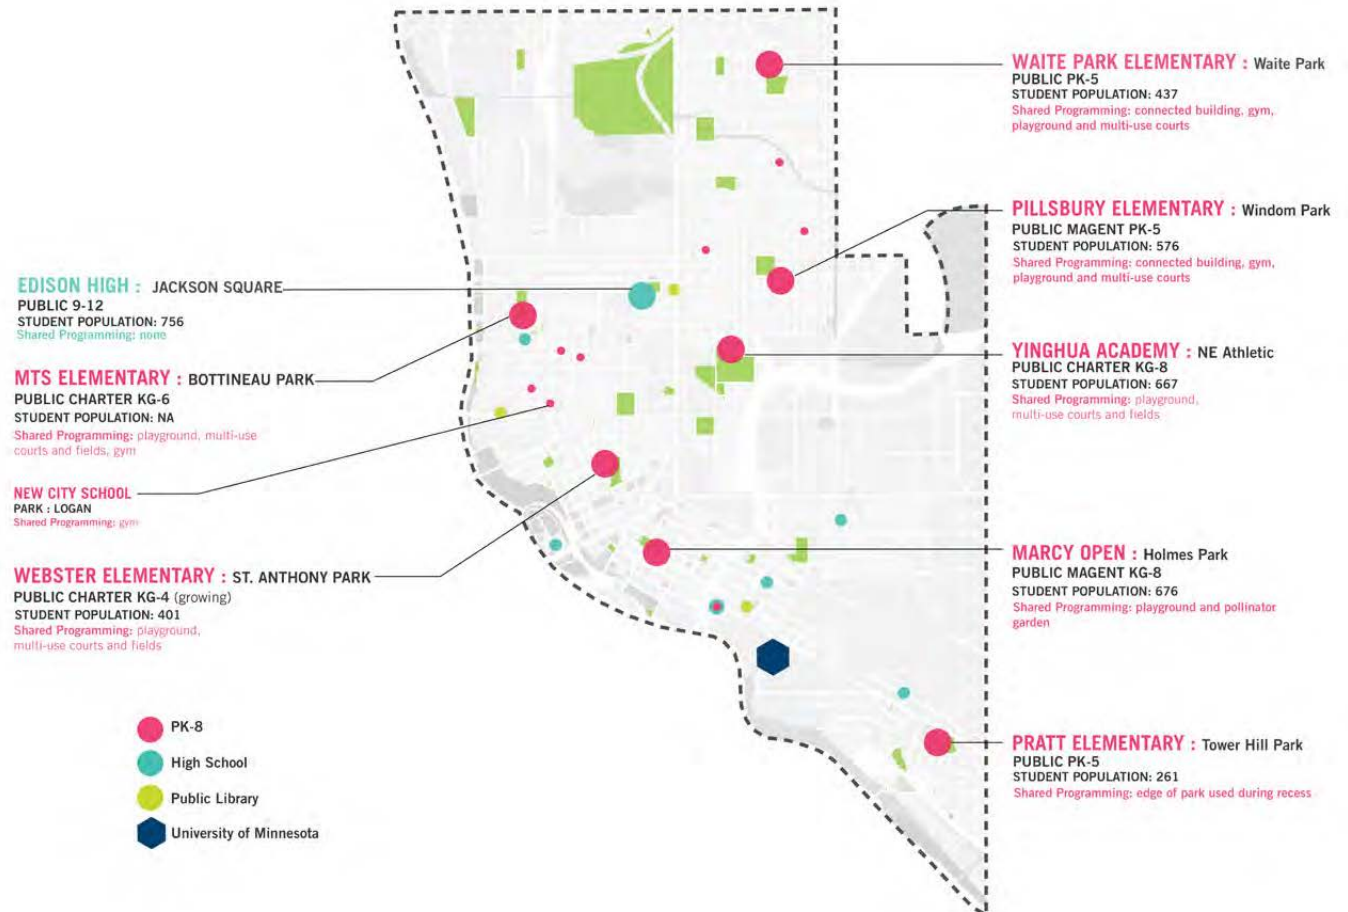 WAITE PARK ELEMENTARY : Waite Park
PUBLIC PK-5
STUDENT POPULATION: 437
Shared Programming: connected building, gym,
playground and multi-use courts
PILLSBURY ELEMENTARY : Windom Park
PUBLIC MAGENT PK-5
STUDENT POPULATION: 576
Shared Programming: connected building, gym,
playground and multi-use courts
EDISON HIGH : JACKSON SQUARE
PUBLIC 9-12
STUDENT POPULATION: 756
Shared Programming: none
YINGHUA ACADEMY : NE Athletic
PUBLIC CHARTER KG-8
STUDENT POPULATION: 667
Shared Programming: playground,
multi-use courts and fields
MTS ELEMENTARY : BOTTINEAU PARK
PUBLIC CHARTER KG-6
STUDENT POPULATION: NA
Shared Programming: playground, multi-use
courts and fields, gym
NEW CITY SCHOOL
PARK : LOGAN
Shared Programming: gym
WEBSTER ELEMENTARY : ST. ANTHONY PARK
PUBLIC CHARTER KG-4 (growing)
STUDENT POPULATION: 401
Shared Programming: playground,
multi-use courts and fields
MARCY OPEN : Holmes Park
PUBLIC MAGENT KG-8
STUDENT POPULATION: 676
Shared Programming: playground and pollinator
garden
PRATT ELEMENTARY : Tower Hill Park
PUBLIC PK-5
STUDENT POPULATION: 261
Shared Programming: edge of park used during recess
PK-8
High School
Public Library
University of Minnesota